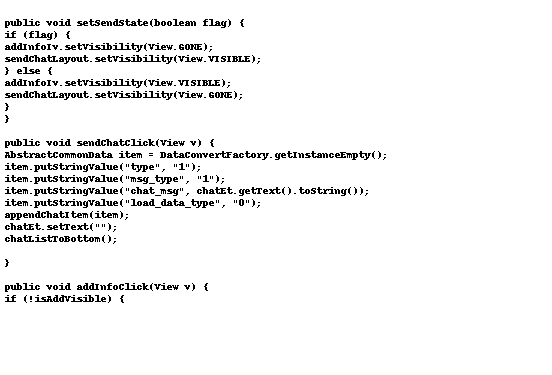 public void setSendState(boolean flag) {
if (flag) {
addInfoIv.setVisibility(View.GONE);
sendChatLayout.setVisibility(View.VISIBLE);
} else {
addInfoIv.setVisibility(View.VISIBLE);
sendChatLayout.setVisibility(View.GONE);
}
}
public void sendChatClick(View v) {
AbstractCommonData item = DataConvertFactory.getInstanceEmpty();
item.putStringValue("type", "1");
item.putStringValue("msg_type", "1");
item.putStringValue("chat_msg", chatEt.getText().toString());
item.putStringValue("load_data_type", "0");
appendChatItem(item);
chatEt.setText("");
chatListToBottom();
}
public void addInfoClick(View v) {
if (!isAddVisible) {